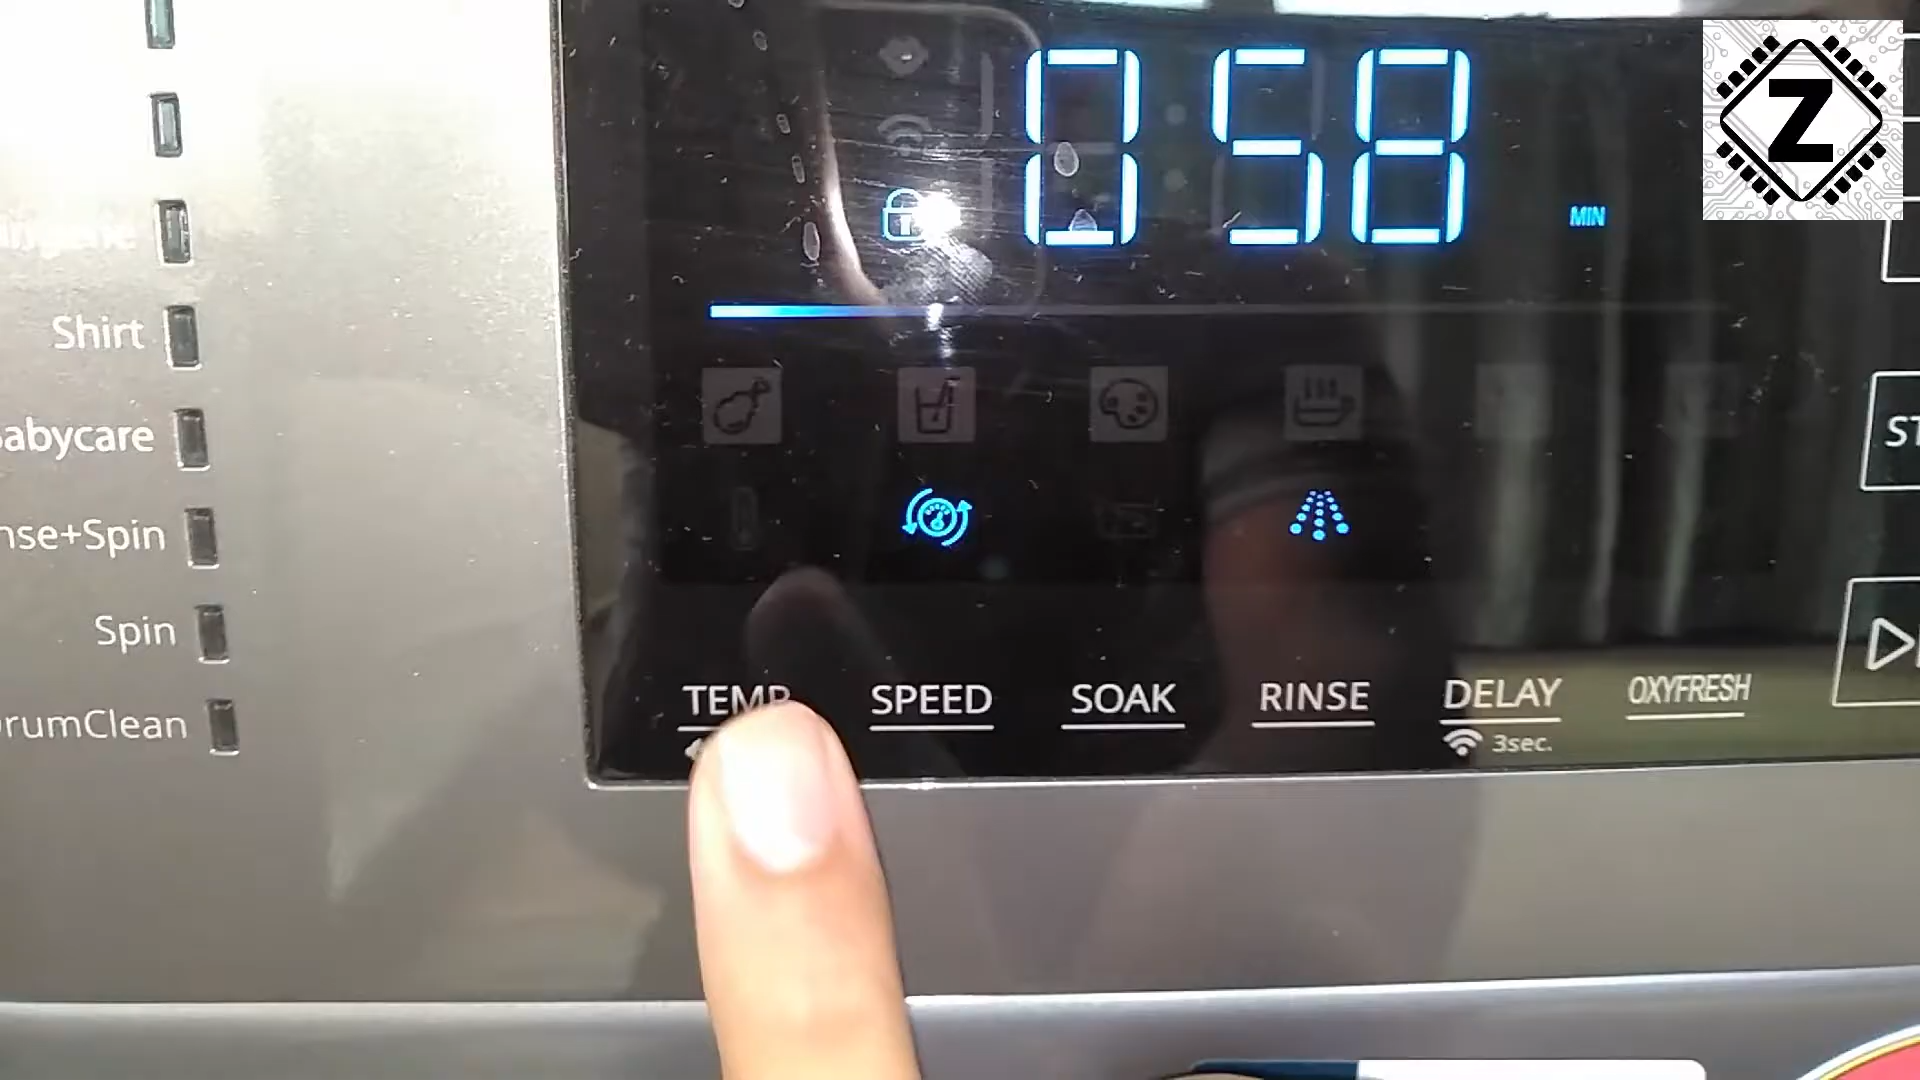 058
MIN
Shirt
abycare
nse+Spin
Spin
rumClean
TEMP
SPEED
SOAK
RINSE
DELAY
OXYFRESH
3sec.
ST
Z